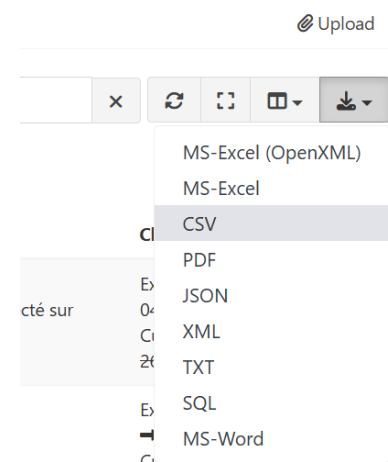 Upload
MS-Excel (OpenXML)
MS-Excel
CSV
PDF
JSON
XML
TXT
SQL
MS-Word
cté sur